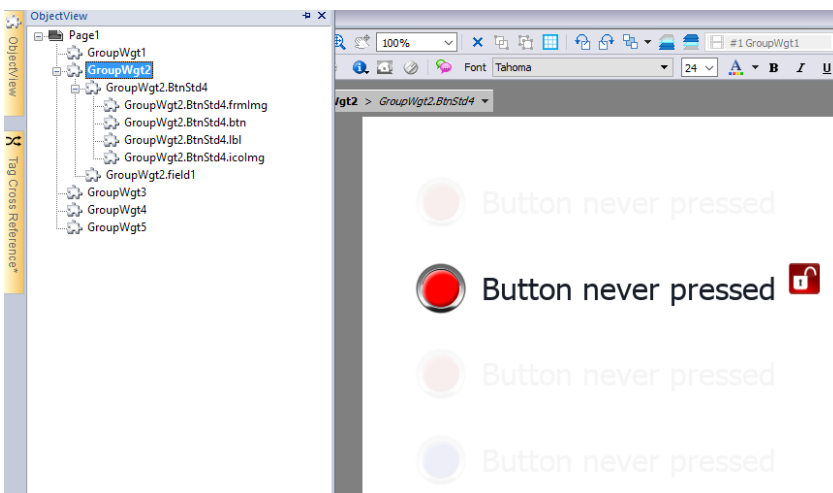 ObjectView
Page1
GroupWgt1
GroupWgt2
GroupWgt2.BtnStd4
GroupWgt2.BtnStd4.frmImg
GroupWgt2.BtnStd4.btn
GroupWgt2.BtnStd4.lbl
GroupWgt2.BtnStd4.icoImg
GroupWgt2.field1
GroupWgt3
GroupWgt4
GroupWgt5
ObjectView
Tag Cross Reference*
100%
#1 GroupWgt1
Font Tahoma
24 A B I U
Wgt2 > GroupWgt2.BtnStd4
Button never pressed
Button never pressed
Button never pressed
Button never pressed